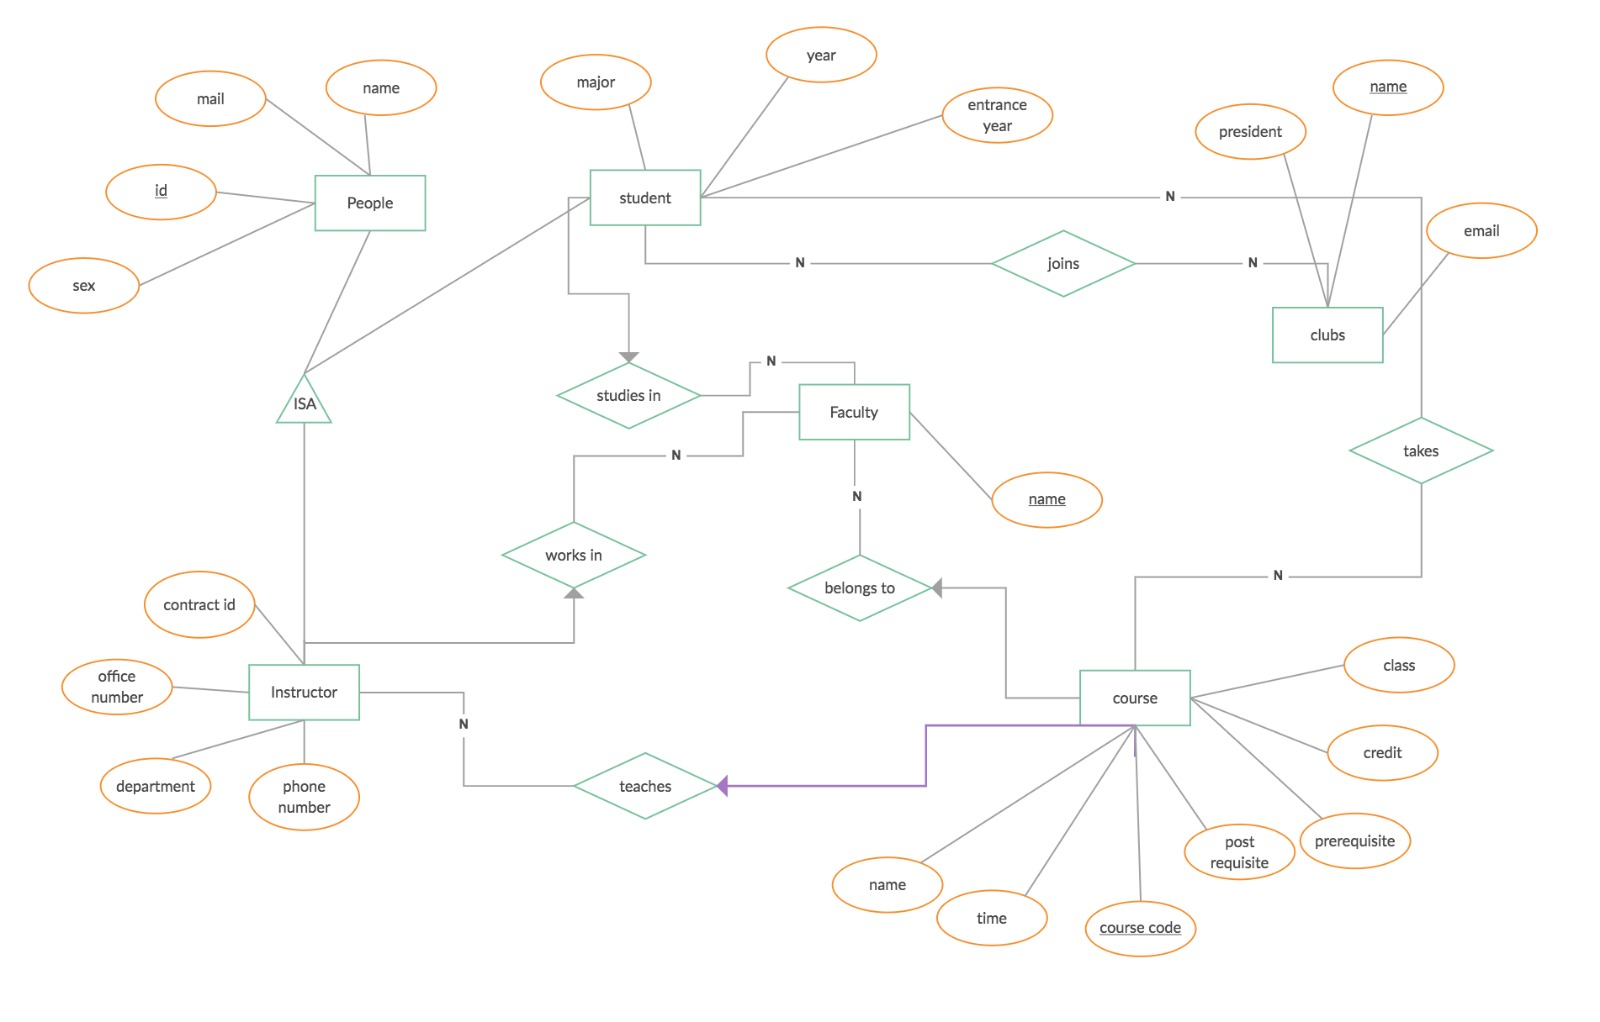 year
major
name
mail
name
entrance
year
president
id
student
N
People
email
joins
N
N
sex
clubs
N
studies in
ISA
Faculty
takes
N
N
name
works in
belongs to
N
contract id
class
office
number
Instructor
course
N
credit
department
phone
number
teaches
post
requisite
prerequisite
name
time
course code